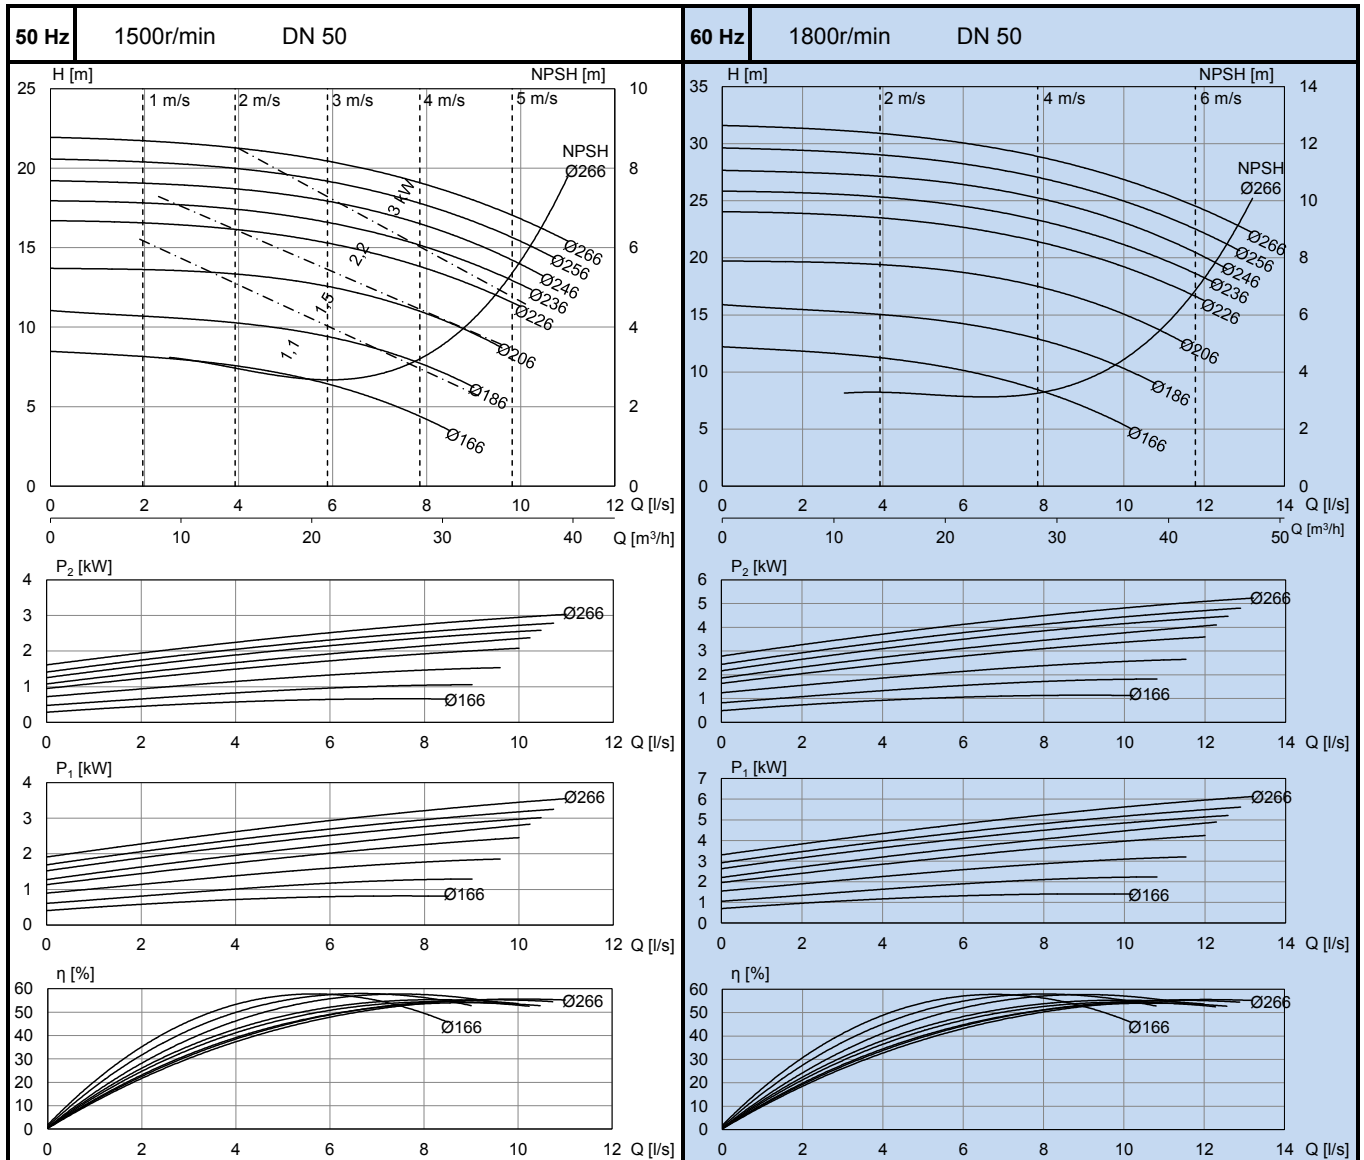 50 Hz 1500r/min DN 50
H [m] NPSH [m]
1 m/s 2 m/s 3 m/s 4 m/s 5 m/s
25 20 15 10 5 0
10 8 6 4 2 0
NPSH
Ø266
3 kW
2,2
1,5
1,1
Ø266
Ø256
Ø246
Ø236
Ø226
Ø206
Ø186
Ø166
0 2 4 6 8 10 12 Q [l/s]
0 10 20 30 40 Q [m³/h]
P₂ [kW]
4 3 2 1 0
Ø266
Ø166
0 2 4 6 8 10 Q [l/s]
P₁ [kW]
4 3 2 1 0
Ø266
Ø166
0 2 4 6 8 10 Q [l/s]
η [%]
60 50 40 30 20 10 0
Ø266
Ø166
0 2 4 6 8 10 Q [l/s]
60 Hz 1800r/min DN 50
H [m] NPSH [m]
2 m/s 4 m/s 6 m/s
35 30 25 20 15 10 5 0
14 12 10 8 6 4 2 0
NPSH
Ø266
Ø266
Ø256
Ø246
Ø236
Ø226
Ø206
Ø186
Ø166
0 2 4 6 8 10 12 14 Q [l/s]
0 10 20 30 40 50 Q [m³/h]
P₂ [kW]
6 5 4 3 2 1 0
Ø266
Ø166
0 2 4 6 8 10 12 14 Q [l/s]
P₁ [kW]
7 6 5 4 3 2 1 0
Ø266
Ø166
0 2 4 6 8 10 12 14 Q [l/s]
η [%]
60 50 40 30 20 10 0
Ø266
Ø166
0 2 4 6 8 10 12 14 Q [l/s]